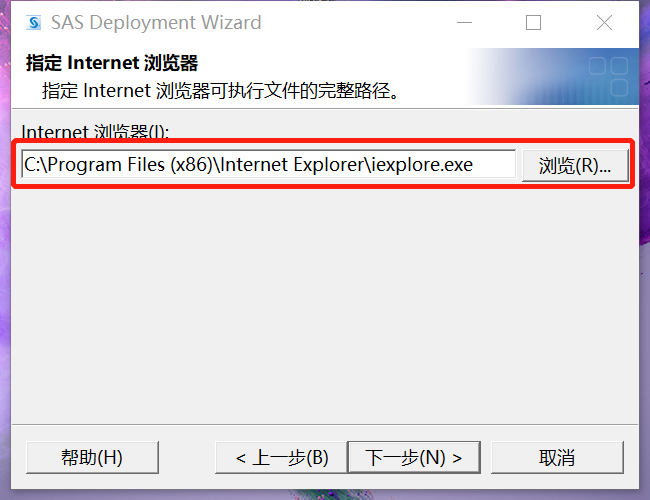 SAS Deployment Wizard
指定 Internet 浏览器
指定 Internet 浏览器可执行文件的完整路径。
Internet 浏览器(I):
C:\Program Files (x86)\Internet Explorer\iexplore.exe 浏览(R)...
帮助(H) < 上一步(B) 下一步(N) > 取消